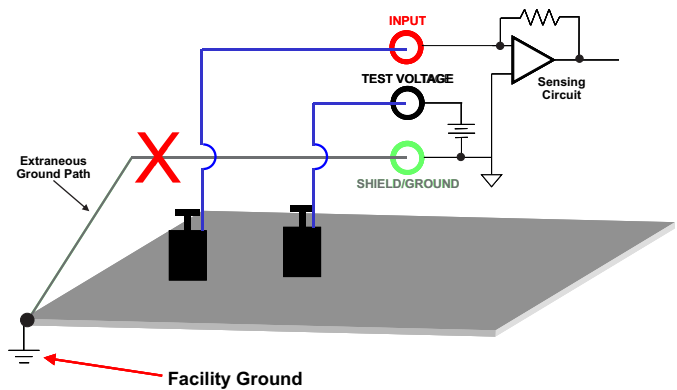 INPUT
TEST VOLTAGE
Sensing
Circuit
Extraneous
Ground Path
SHIELD/GROUND
Facility Ground